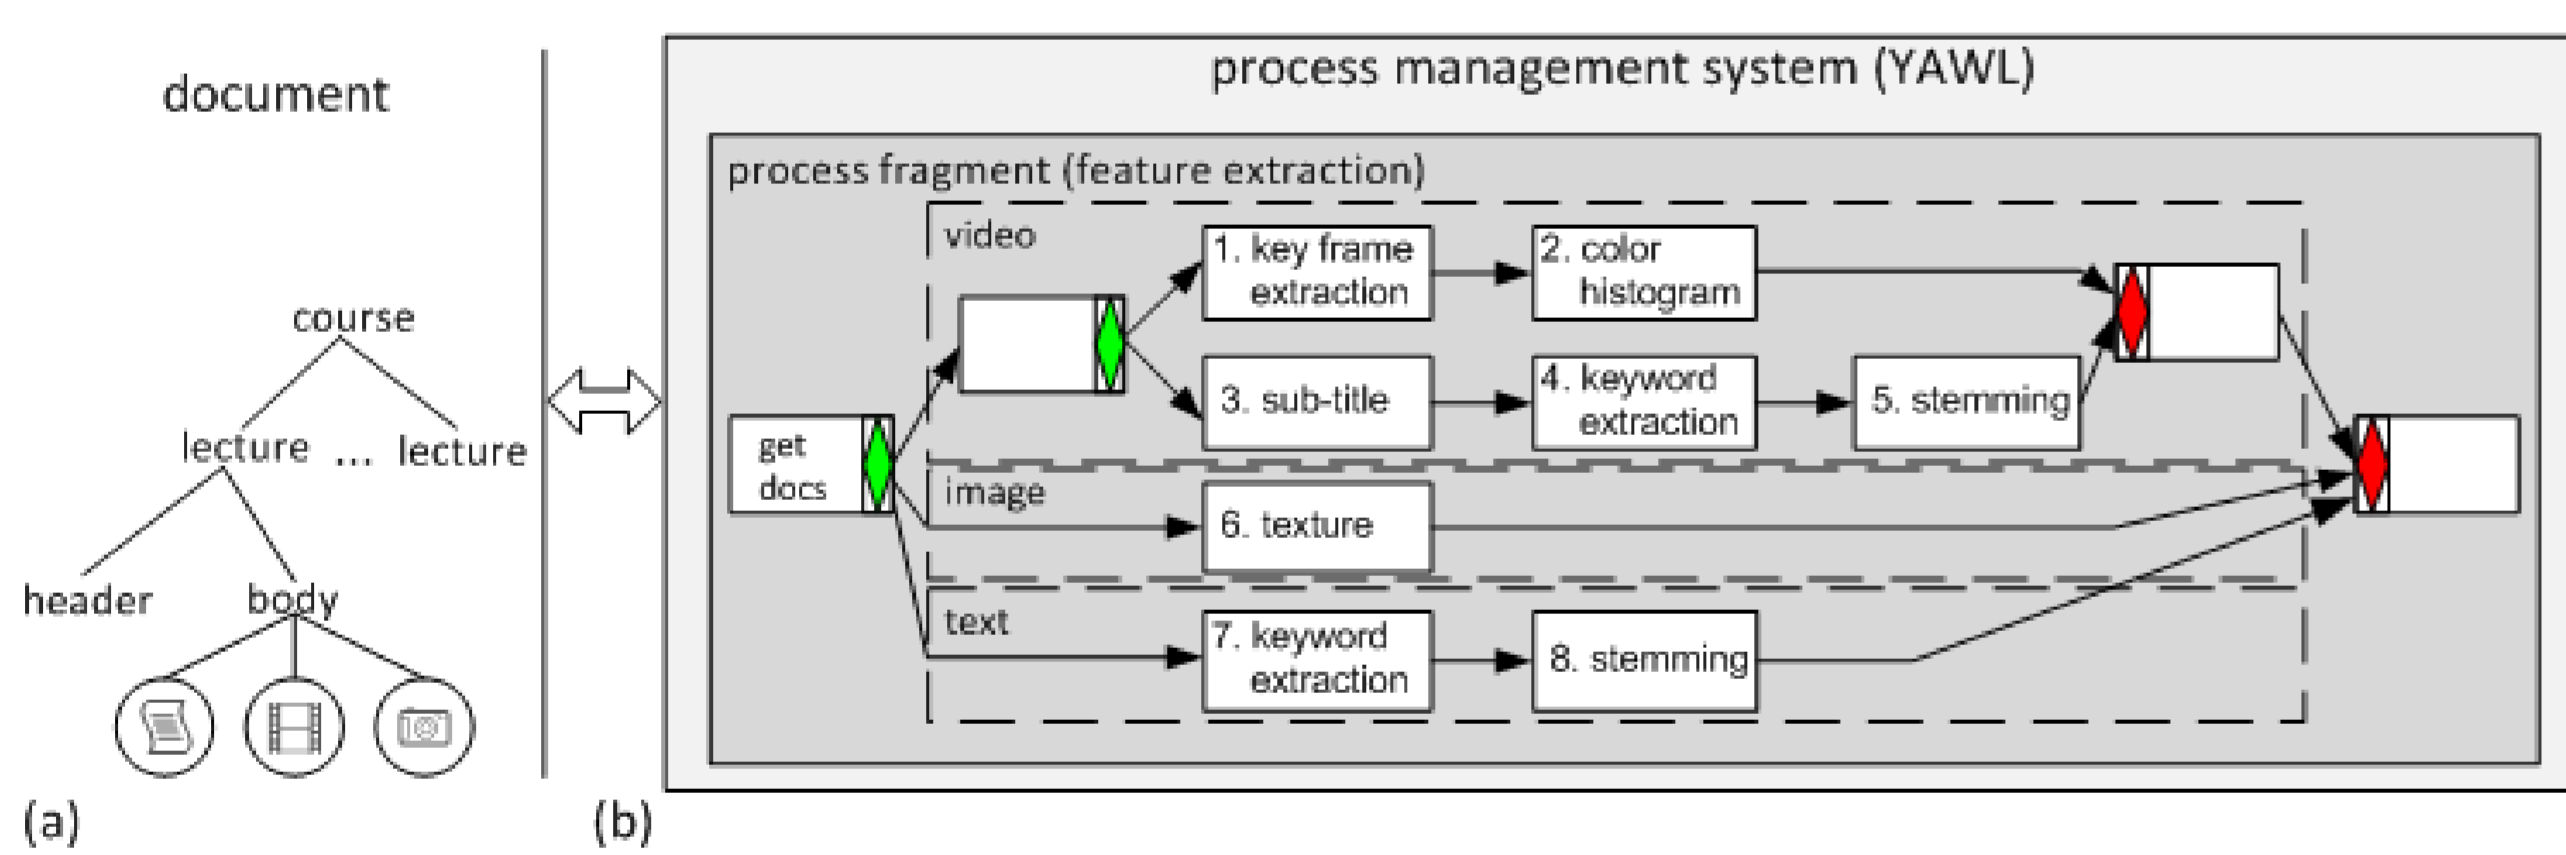 document
course
lecture ... lecture
header
body
(a)
process management system (YAWL)
process fragment (feature extraction)
video
1. key frame
extraction
2. color
histogram
3. sub-title
4. keyword
extraction
5. stemming
get
docs
image
6. texture
text
7. keyword
extraction
8. stemming
(b)